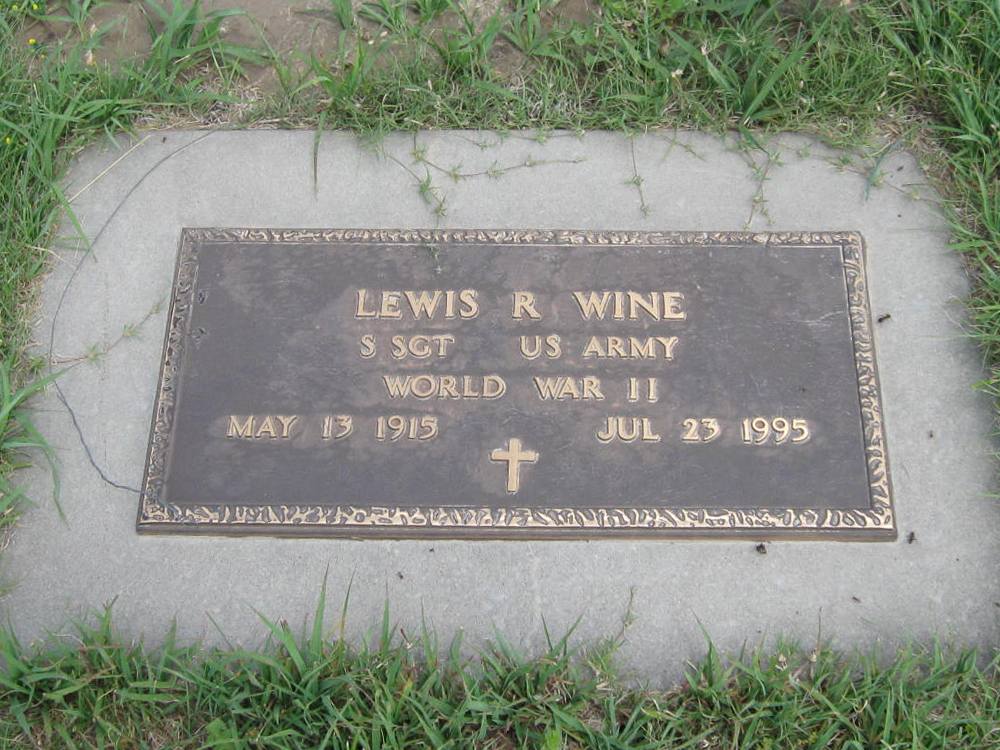 LEWIS R WINE
S SGT US ARMY
WORLD WAR II
MAY 13 1915 JUL 23 1995